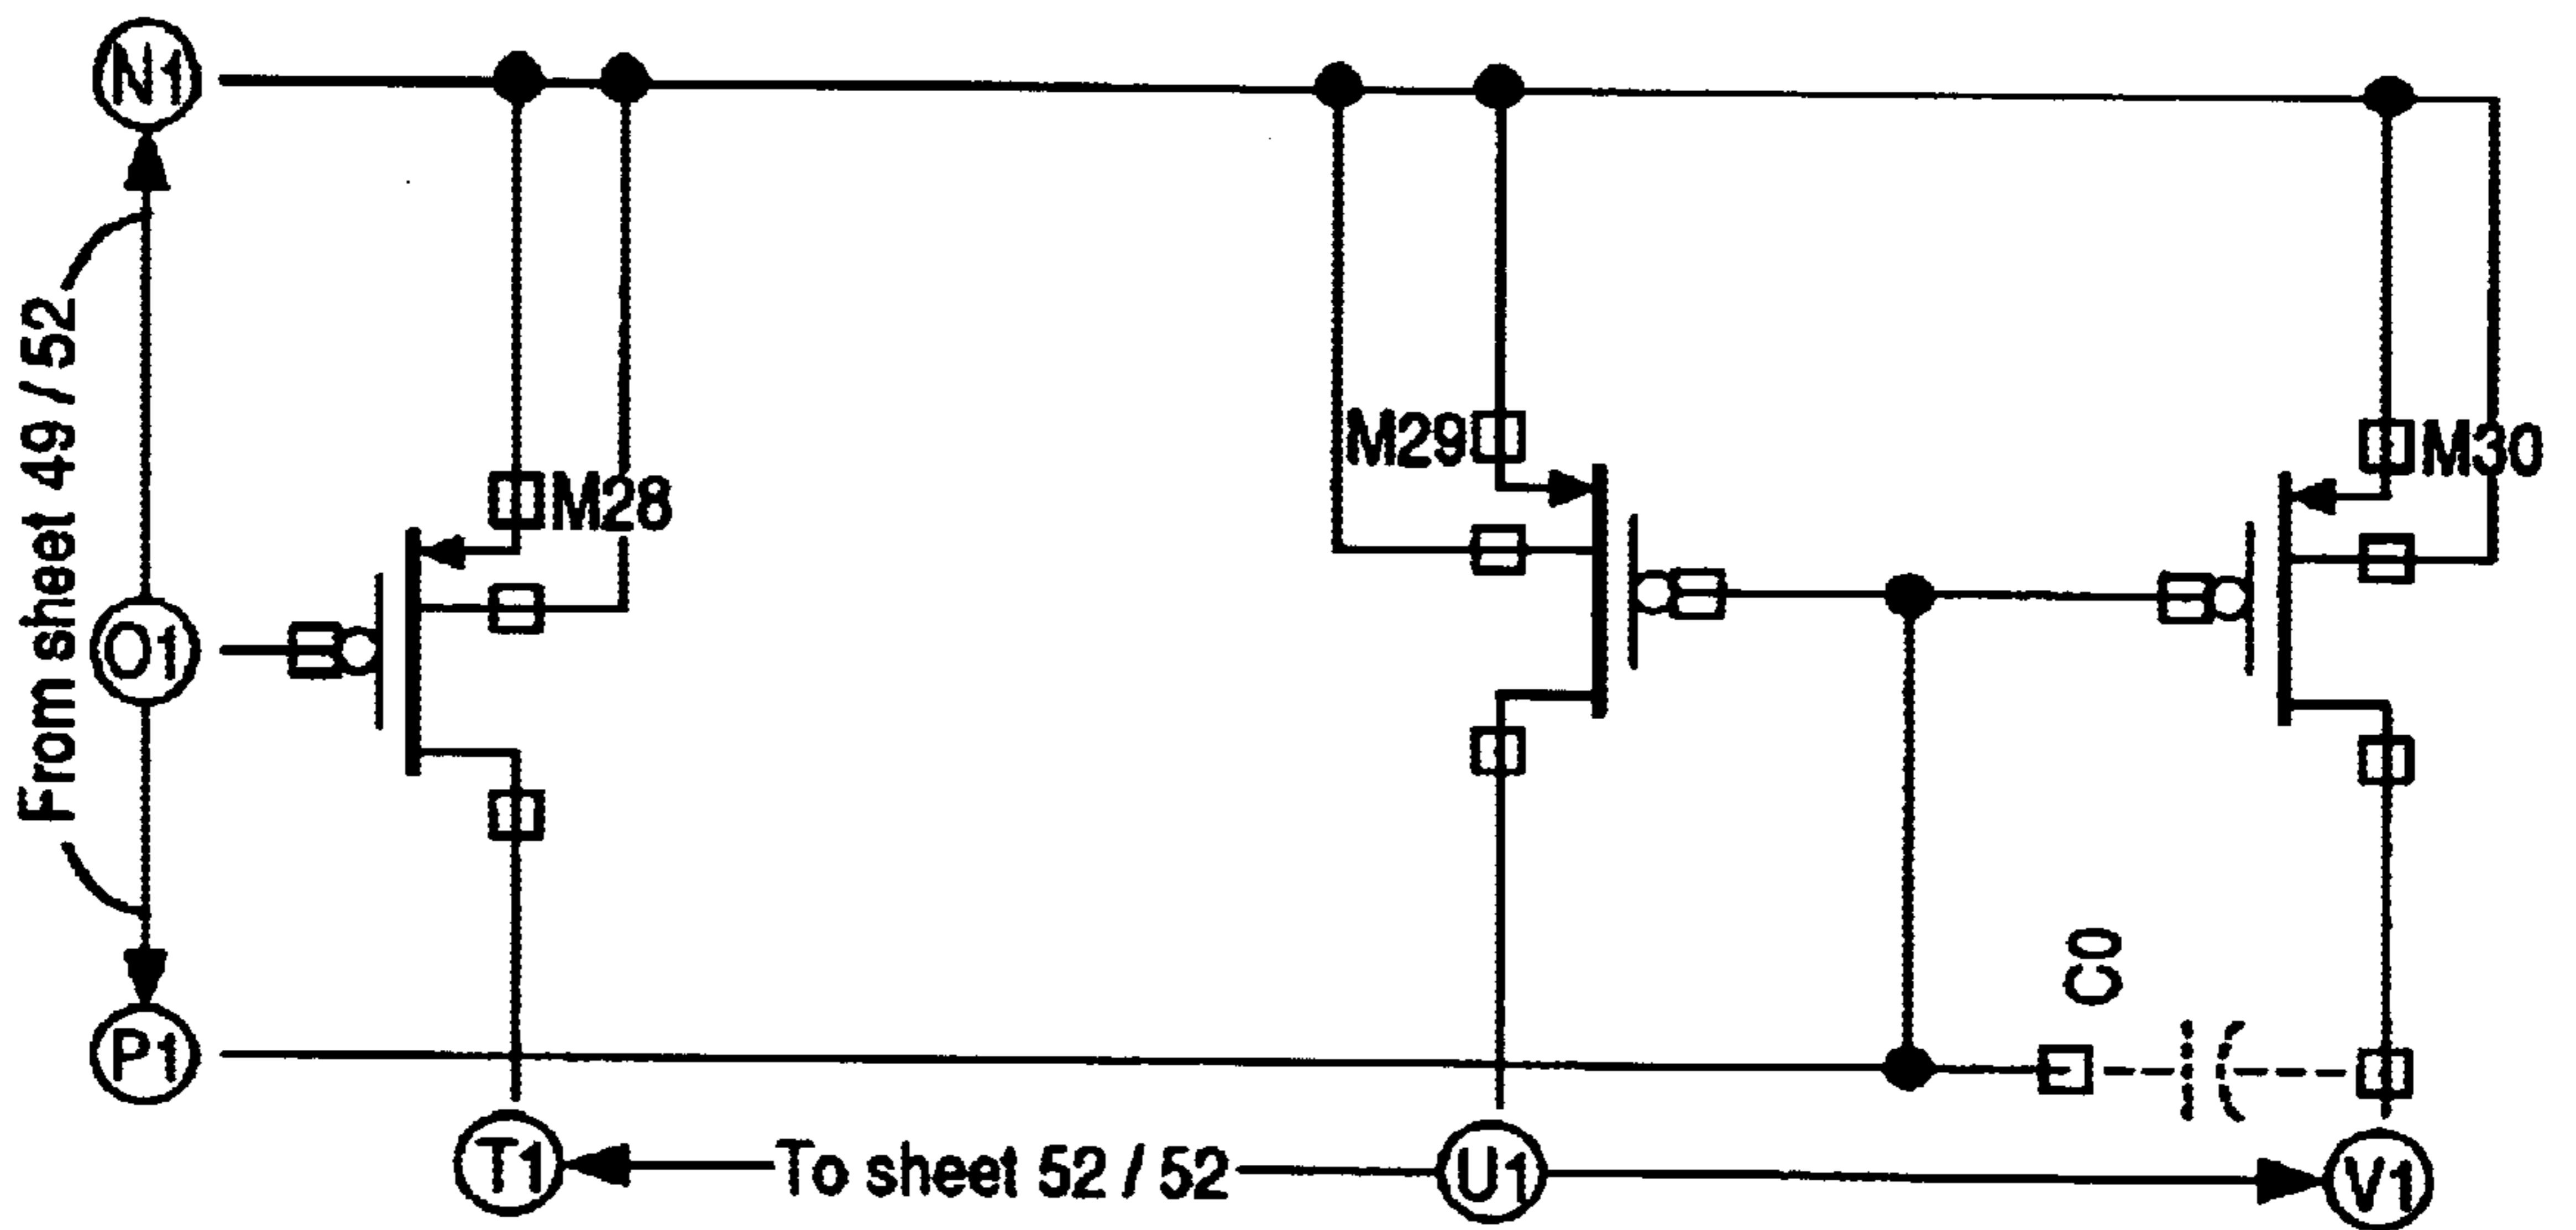 N1
From sheet 49 / 52
O1
P1
M28
M29
M30
C0
T1
To sheet 52 / 52
U1
V1